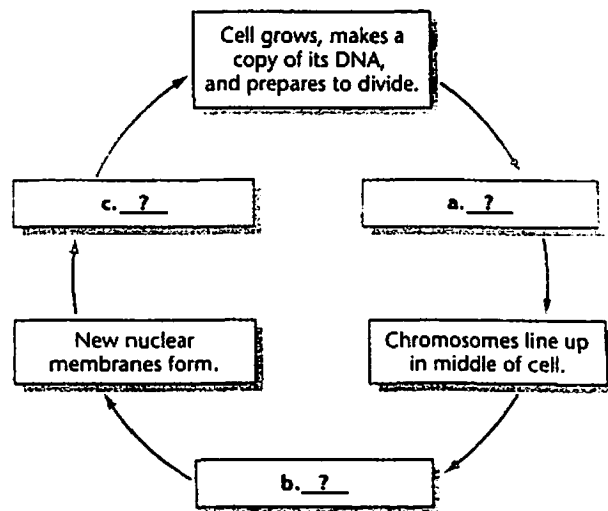 Cell grows, makes a
copy of its DNA,
and prepares to divide.
c. ?
a. ?
New nuclear
membranes form.
Chromosomes line up
in middle of cell.
b. ?